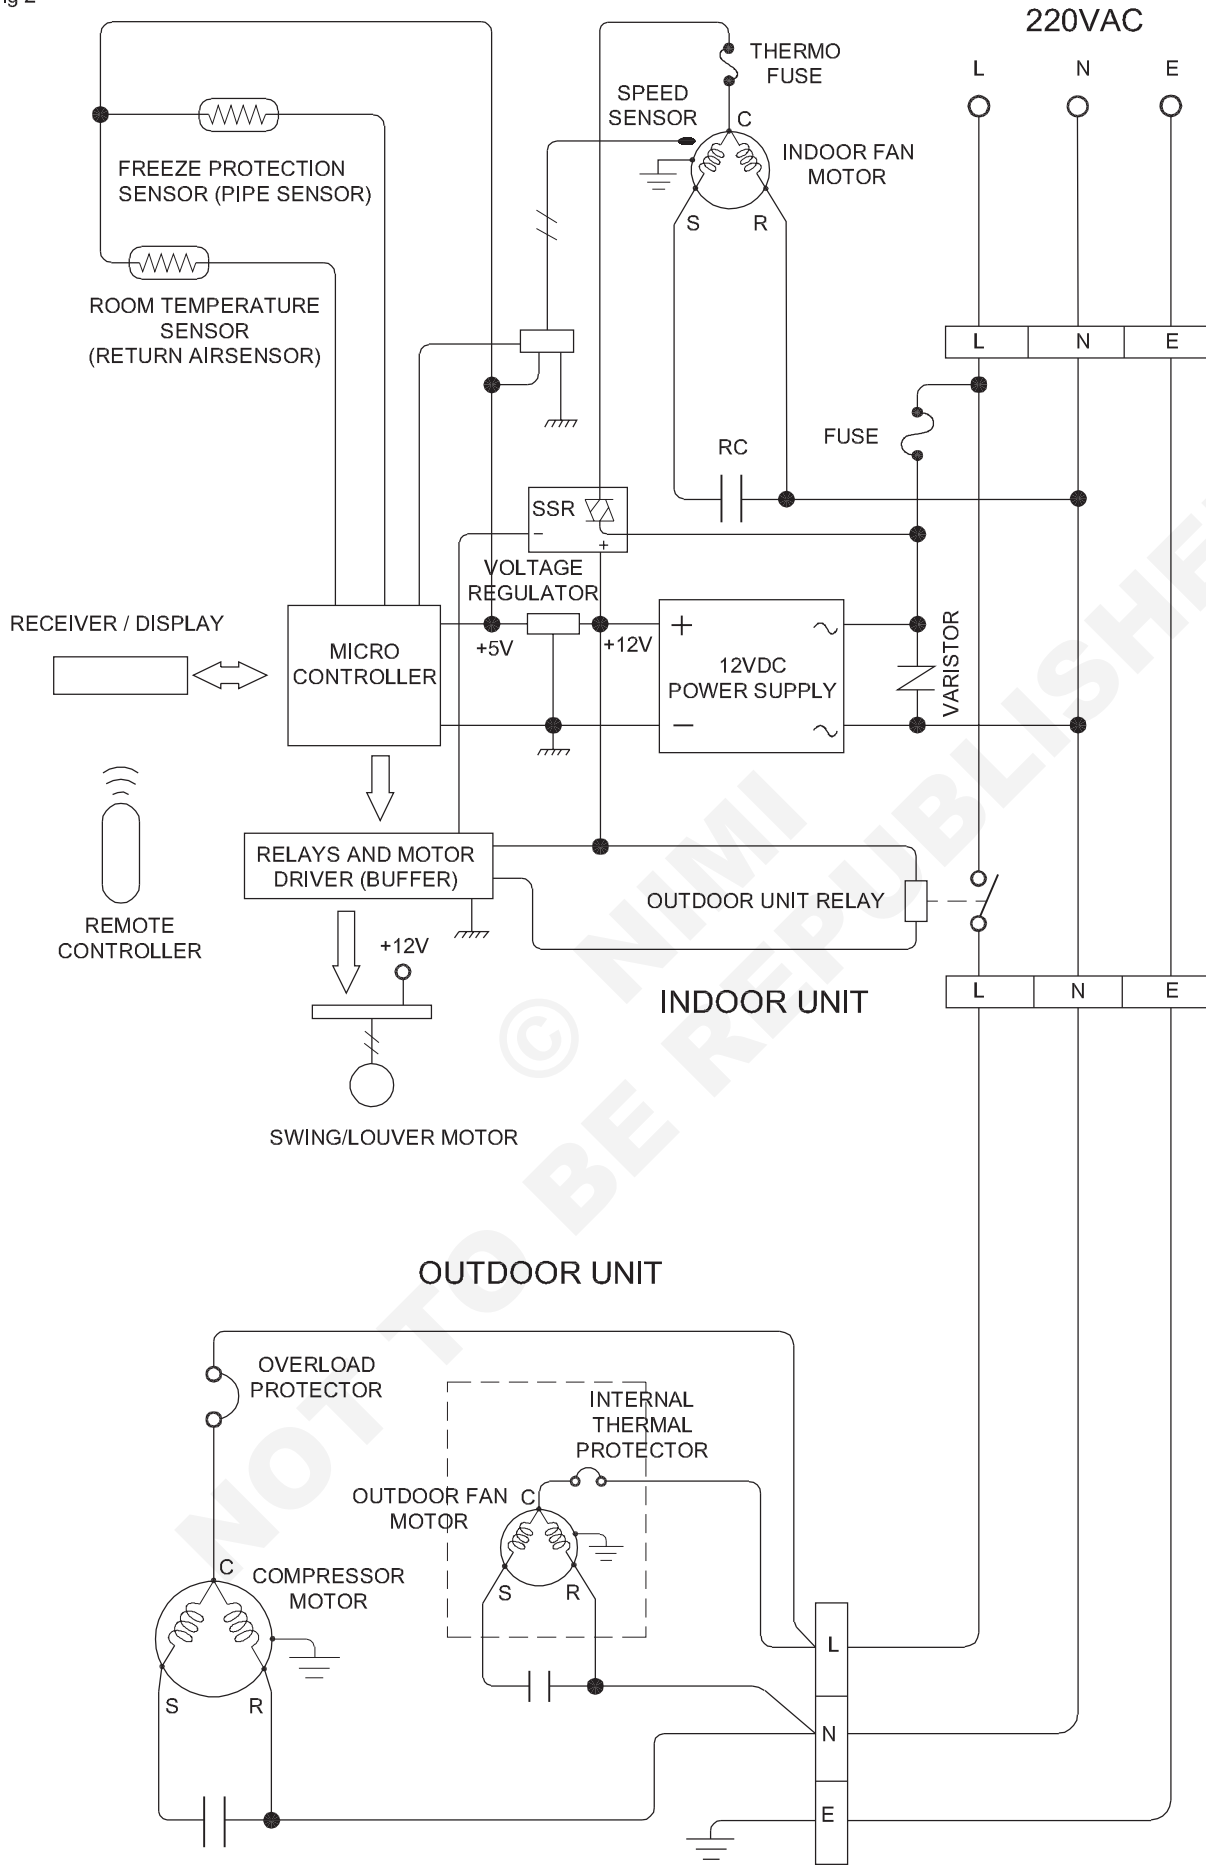 220VAC
L N E
THERMO
FUSE
SPEED
SENSOR
C
INDOOR FAN
MOTOR
S R
FREEZE PROTECTION
SENSOR (PIPE SENSOR)
ROOM TEMPERATURE
SENSOR
(RETURN AIRSENSOR)
L N E
FUSE
RC
SSR
-
+
VOLTAGE
REGULATOR
RECEIVER / DISPLAY
MICRO
CONTROLLER
+5V
+12V
+
12VDC
POWER SUPPLY
−
VARISTOR
RELAYS AND MOTOR
DRIVER (BUFFER)
OUTDOOR UNIT RELAY
REMOTE
CONTROLLER
+12V
INDOOR UNIT
L N E
SWING/LOUVER MOTOR
OUTDOOR UNIT
OVERLOAD
PROTECTOR
INTERNAL
THERMAL
PROTECTOR
OUTDOOR FAN
MOTOR
C
S R
C
COMPRESSOR
MOTOR
S R
L
N
E
© NIMI
NOT TO BE REPUBLISHE